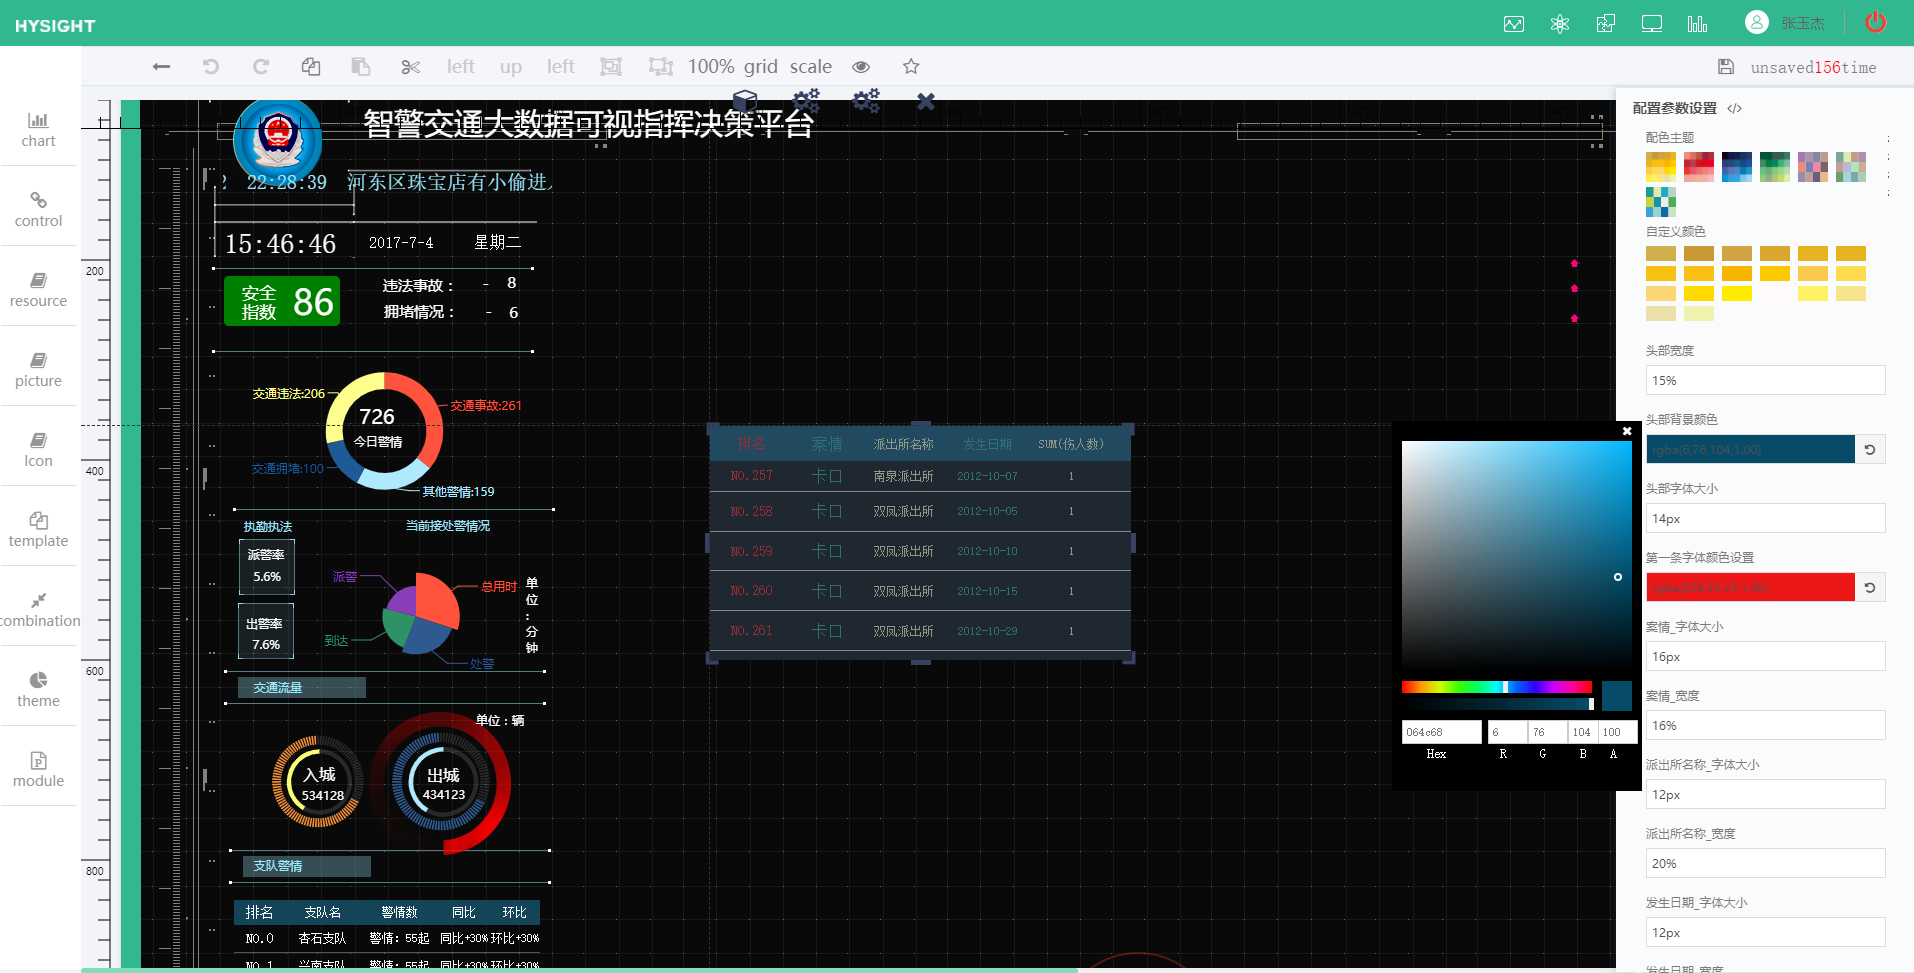 HYSIGHT
张玉杰
left
up
left
100%
grid
scale
unsaved156time
chart
control
resource
picture
Icon
template
combination
theme
module
200
400
600
800
智警交通大数据可视指挥决策平台
22:28:39 河东区珠宝店有小偷进
15:46:46
2017-7-4
星期二
安全
指数
86
违法事故： - 8
拥堵情况： - 6
交通违法:206
交通事故:261
726
今日警情
交通拥堵:100
其他警情:159
执勤执法
当前接处警情况
派警率
5.6%
出警率
7.6%
派警
总用时
到达
处警
单位:分钟
交通流量
单位：辆
入城
534128
出城
434123
支队警情
排名 支队名 警情数 同比 环比
NO.0 杏石支队 警情：55起 同比+30% 环比+30%
NO.1 兴南支队 警情：55起 同比+30% 环比+30%
排名 案情 派出所名称 发生日期 SUM(伤人数)
NO.257 卡口 南泉派出所 2012-10-07 1
NO.258 卡口 双凤派出所 2012-10-05 1
NO.259 卡口 双凤派出所 2012-10-10 1
NO.260 卡口 双凤派出所 2012-10-15 1
NO.261 卡口 双凤派出所 2012-10-29 1
064c68 6 76 104 100
Hex R G B A
配置参数设置 </>
配色主题
自定义颜色
头部宽度
15%
头部背景颜色
rgba(6,76,104,1.00)
头部字体大小
14px
第一条字体颜色设置
案情_字体大小
16px
案情_宽度
16%
派出所名称_字体大小
12px
派出所名称_宽度
20%
发生日期_字体大小
12px
发生日期_宽度